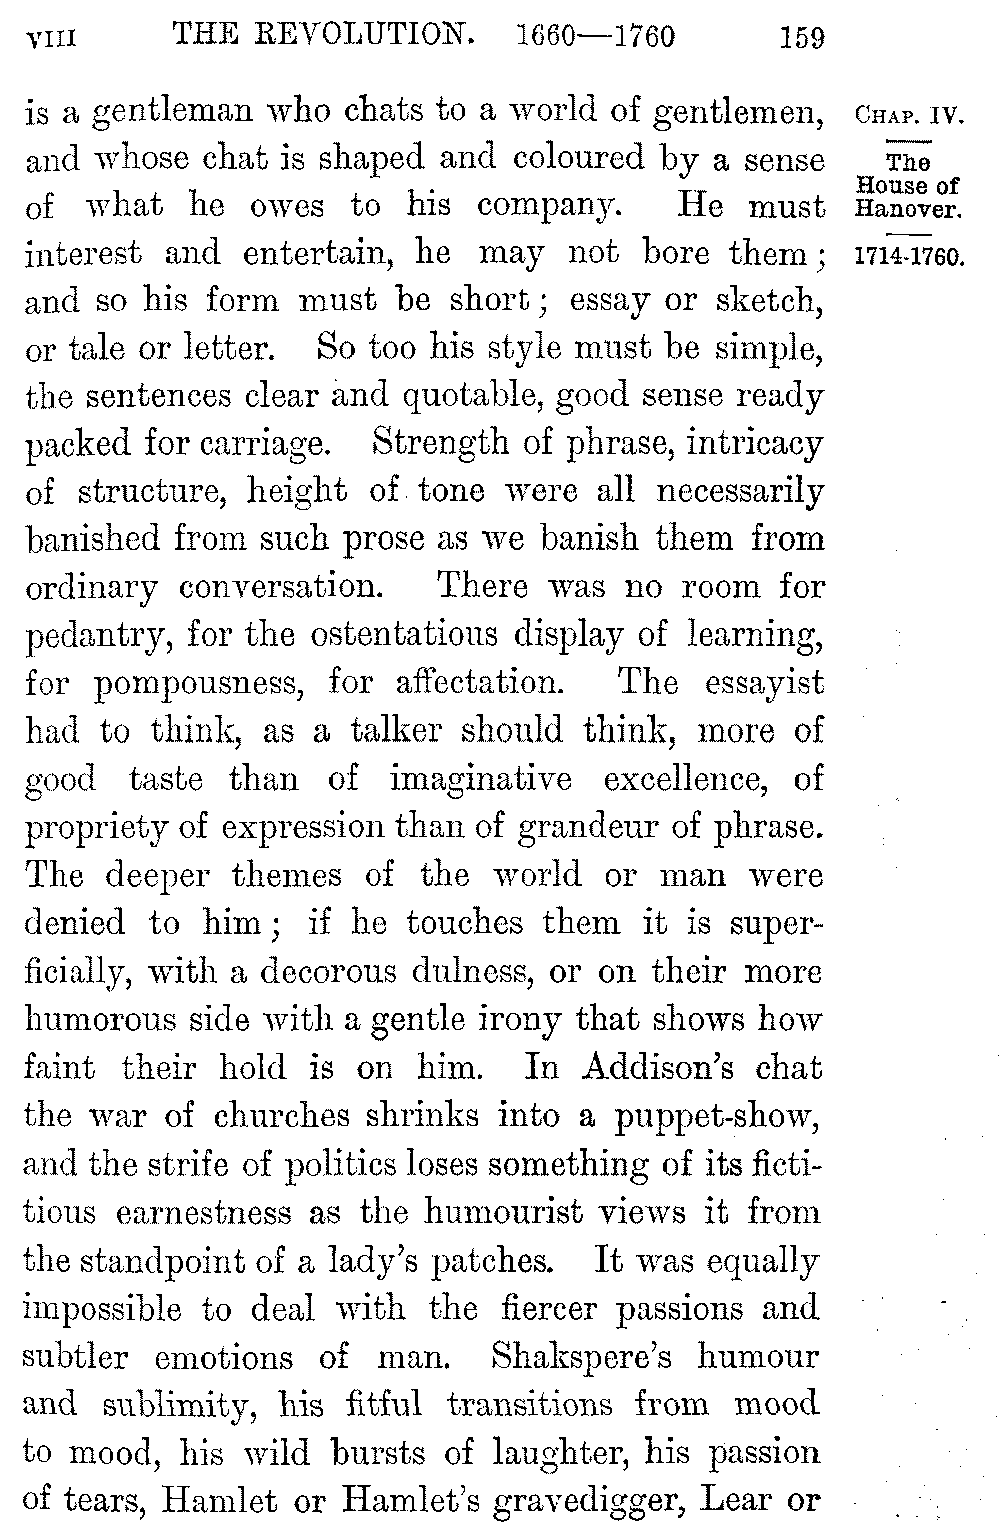 VIII THE REVOLUTION. 1660—1760 159
is a gentleman who chats to a world of gentlemen,
and whose chat is shaped and coloured by a sense
of what he owes to his company. He must
interest and entertain, he may not bore them;
and so his form must be short; essay or sketch,
or tale or letter. So too his style must be simple,
the sentences clear and quotable, good sense ready
packed for carriage. Strength of phrase, intricacy
of structure, height of tone were all necessarily
banished from such prose as we banish them from
ordinary conversation. There was no room for
pedantry, for the ostentatious display of learning,
for pompousness, for affectation. The essayist
had to think, as a talker should think, more of
good taste than of imaginative excellence, of
propriety of expression than of grandeur of phrase.
The deeper themes of the world or man were
denied to him; if he touches them it is super-
ficially, with a decorous dulness, or on their more
humorous side with a gentle irony that shows how
faint their hold is on him. In Addison's chat
the war of churches shrinks into a puppet-show,
and the strife of politics loses something of its ficti-
tious earnestness as the humourist views it from
the standpoint of a lady's patches. It was equally
impossible to deal with the fiercer passions and
subtler emotions of man. Shakspere's humour
and sublimity, his fitful transitions from mood
to mood, his wild bursts of laughter, his passion
of tears, Hamlet or Hamlet's gravedigger, Lear or
CHAP. IV.
The
House of
Hanover.
1714-1760.